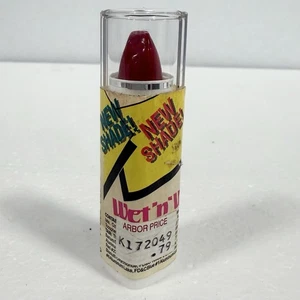 NEW
SHADE!
NEW
SHADE!
Wet 'n' W
ARBOR PRICE
K172049
.79